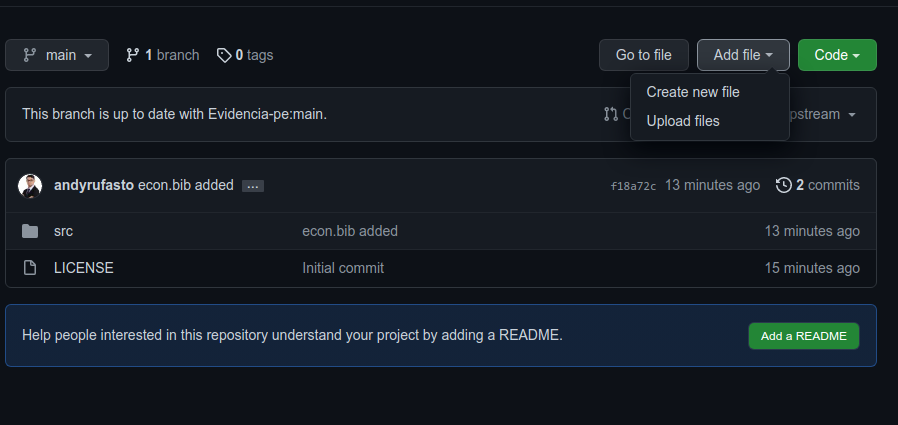 main 1 branch 0 tags Go to file Add file Code
Create new file
Upload files
This branch is up to date with Evidencia-pe:main.
andyrufasto econ.bib added ... f18a72c 13 minutes ago 2 commits
src econ.bib added 13 minutes ago
LICENSE Initial commit 15 minutes ago
Help people interested in this repository understand your project by adding a README. Add a README